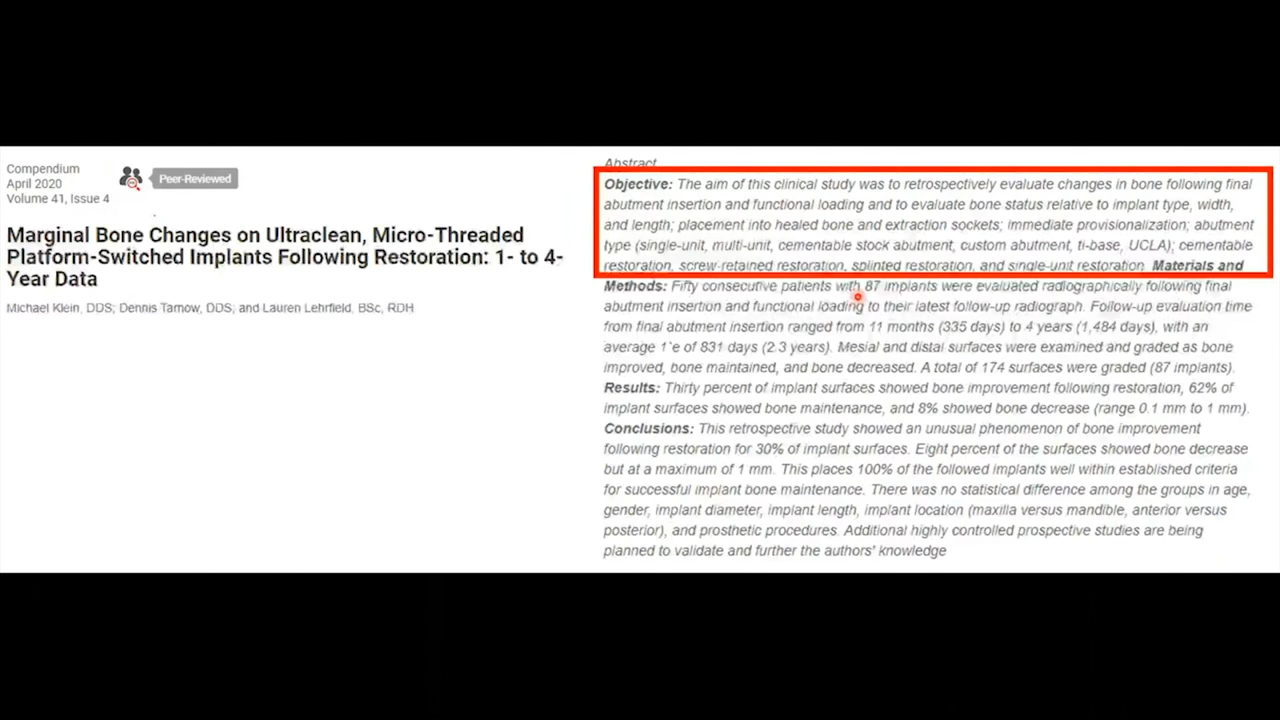 Compendium
April 2020
Volume 41, Issue 4
Peer-Reviewed
Marginal Bone Changes on Ultraclean, Micro-Threaded
Platform-Switched Implants Following Restoration: 1- to 4-
Year Data
Michael Klein, DDS; Dennis Tarnow, DDS; and Lauren Lehrfield, BSc, RDH
Abstract
Objective: The aim of this clinical study was to retrospectively evaluate changes in bone following final
abutment insertion and functional loading and to evaluate bone status relative to implant type, width,
and length; placement into healed bone and extraction sockets; immediate provisionalization; abutment
type (single-unit, multi-unit, cementable stock abutment, custom abutment, ti-base, UCLA); cementable
restoration, screw-retained restoration, splinted restoration, and single-unit restoration. Materials and
Methods: Fifty consecutive patients with 87 implants were evaluated radiographically following final
abutment insertion and functional loading to their latest follow-up radiograph. Follow-up evaluation time
from final abutment insertion ranged from 11 months (335 days) to 4 years (1,484 days), with an
average of 831 days (2.3 years). Mesial and distal surfaces were examined and graded as bone
improved, bone maintained, and bone decreased. A total of 174 surfaces were graded (87 implants).
Results: Thirty percent of implant surfaces showed bone improvement following restoration, 62% of
implant surfaces showed bone maintenance, and 8% showed bone decrease (range 0.1 mm to 1 mm).
Conclusions: This retrospective study showed an unusual phenomenon of bone improvement
following restoration for 30% of implant surfaces. Eight percent of the surfaces showed bone decrease
but at a maximum of 1 mm. This places 100% of the followed implants well within established criteria
for successful implant bone maintenance. There was no statistical difference among the groups in age,
gender, implant diameter, implant length, implant location (maxilla versus mandible, anterior versus
posterior), and prosthetic procedures. Additional highly controlled prospective studies are being
planned to validate and further the authors' knowledge